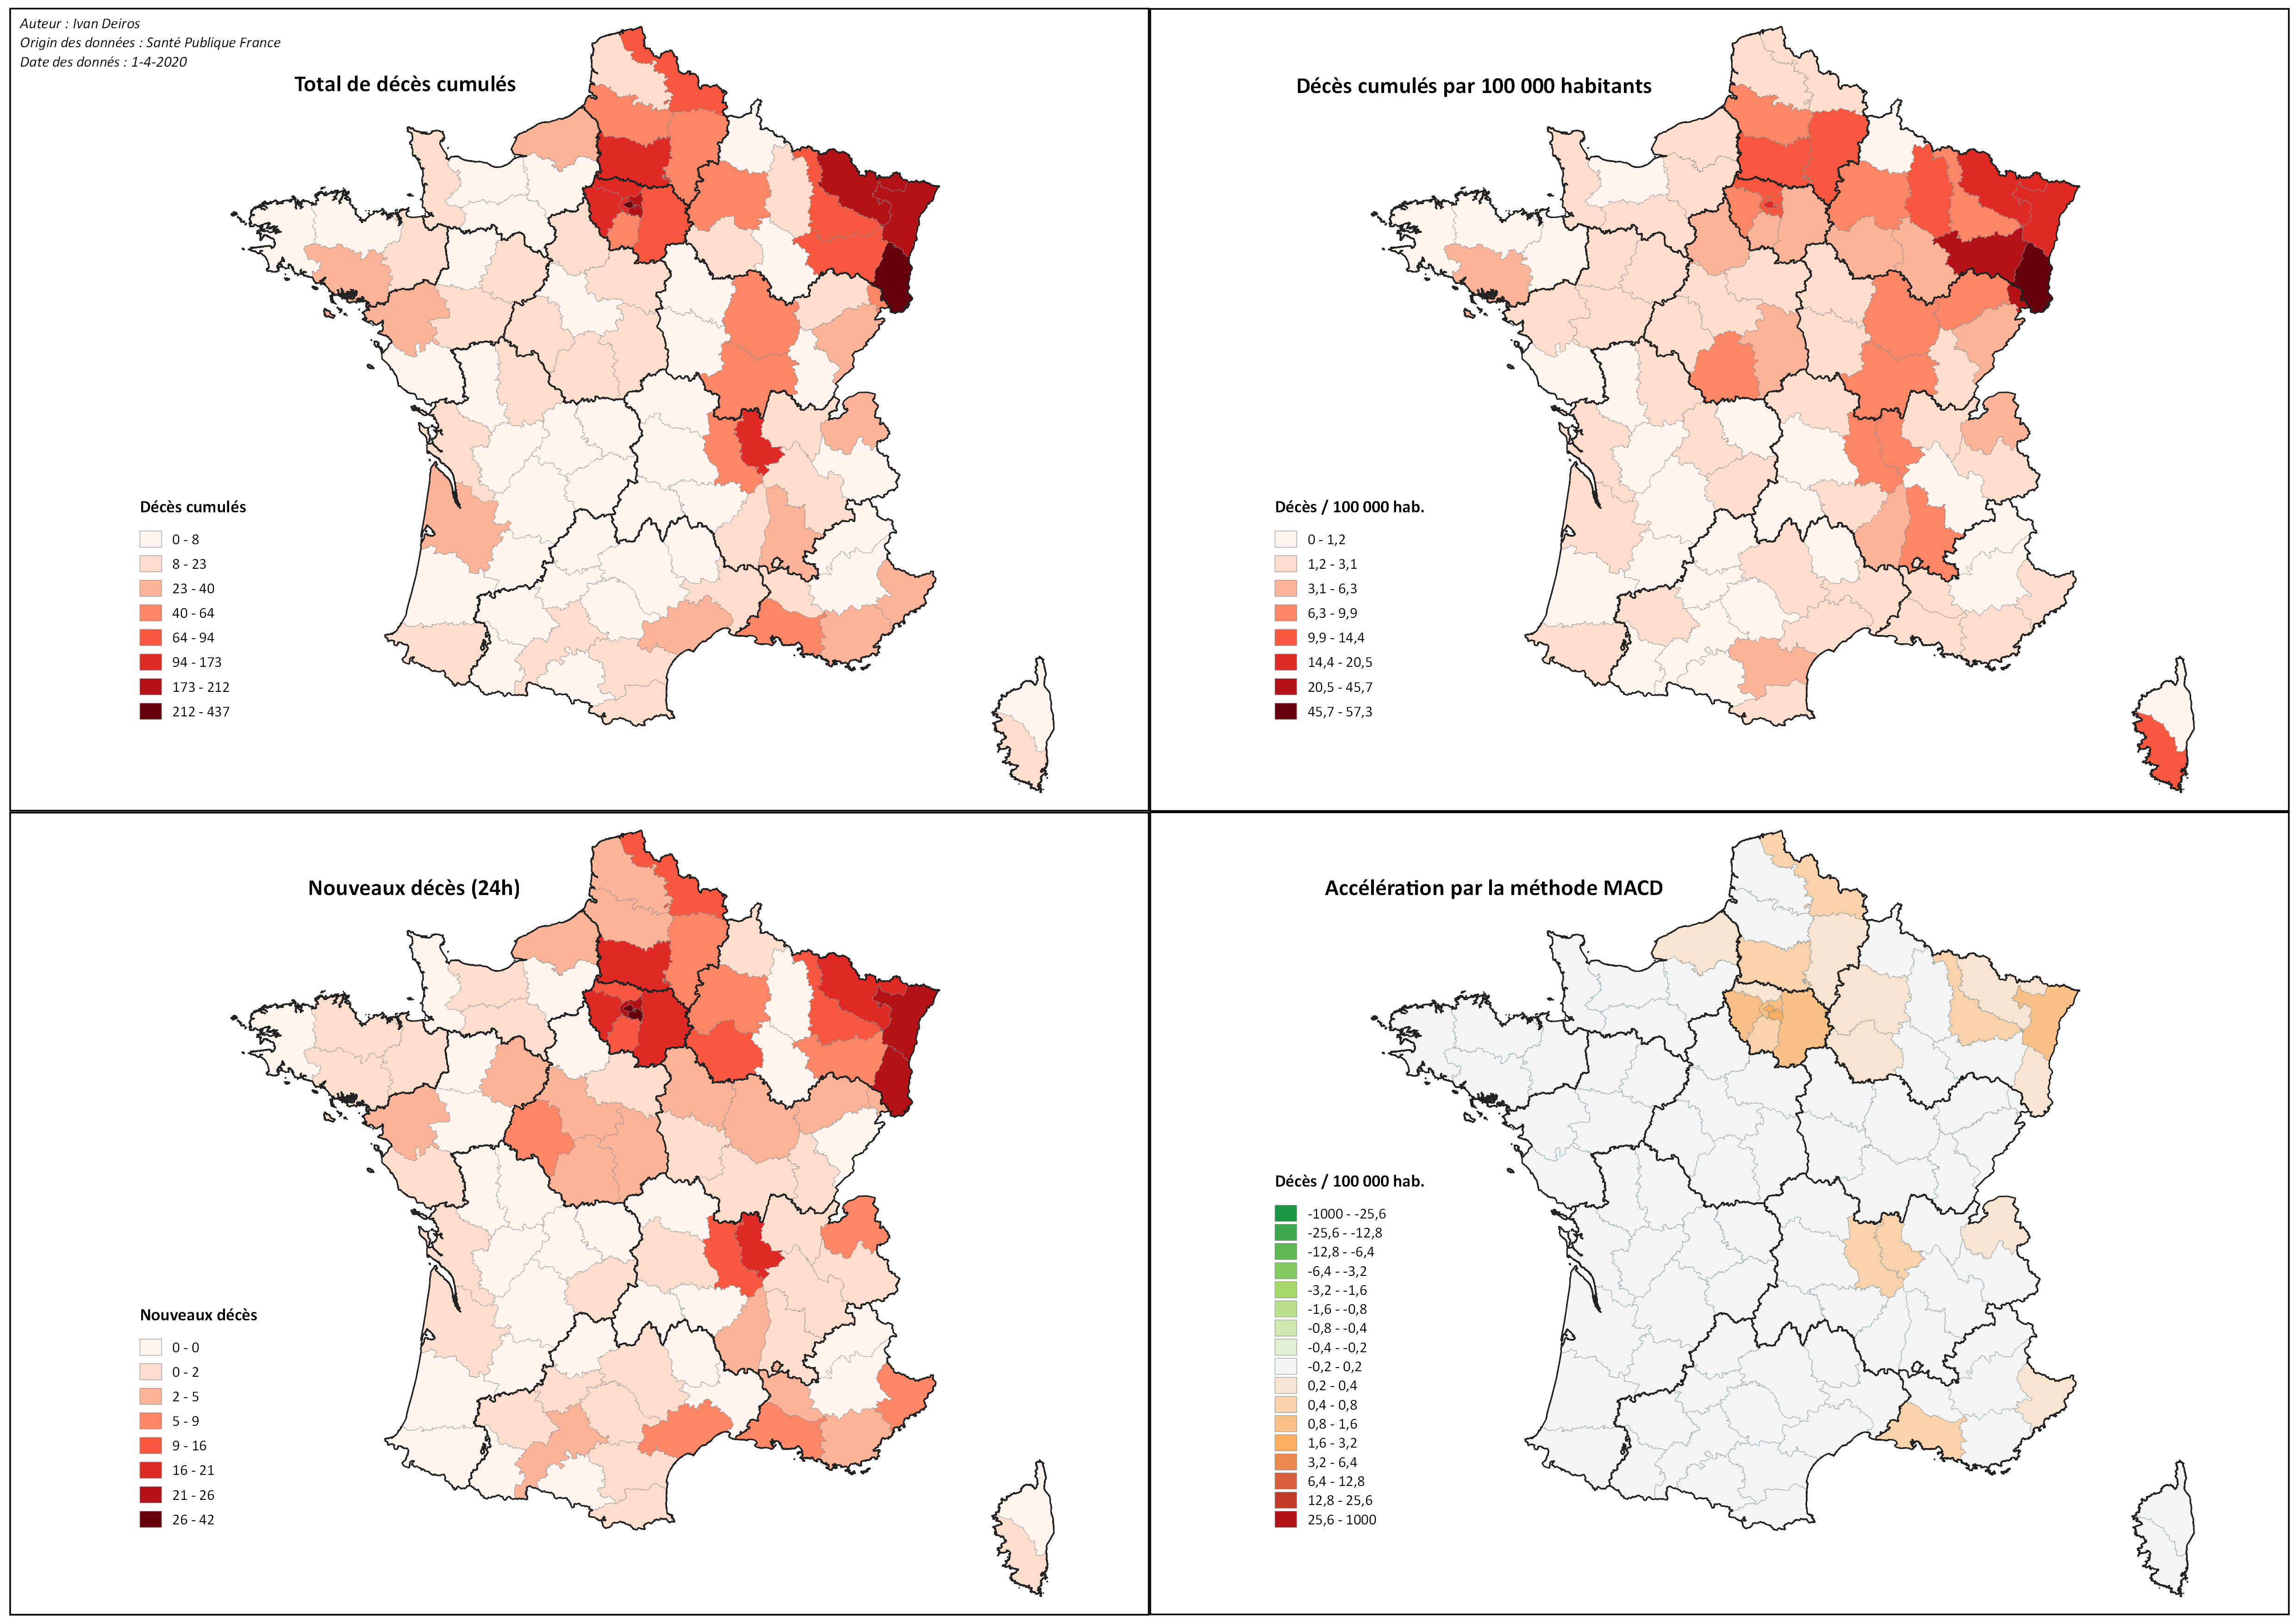 Auteur : Ivan Deiros
Origin des données : Santé Publique France
Date des donnés : 1-4-2020
Total de décès cumulés
Décès cumulés
0 - 8
8 - 23
23 - 40
40 - 64
64 - 94
94 - 173
173 - 212
212 - 437
Décès cumulés par 100 000 habitants
Décès / 100 000 hab.
0 - 1,2
1,2 - 3,1
3,1 - 6,3
6,3 - 9,9
9,9 - 14,4
14,4 - 20,5
20,5 - 45,7
45,7 - 57,3
Nouveaux décès (24h)
Nouveaux décès
0 - 0
0 - 2
2 - 5
5 - 9
9 - 16
16 - 21
21 - 26
26 - 42
Accélération par la méthode MACD
Décès / 100 000 hab.
-1000 - -25,6
-25,6 - -12,8
-12,8 - -6,4
-6,4 - -3,2
-3,2 - -1,6
-1,6 - -0,8
-0,8 - -0,4
-0,4 - -0,2
-0,2 - 0,2
0,2 - 0,4
0,4 - 0,8
0,8 - 1,6
1,6 - 3,2
3,2 - 6,4
6,4 - 12,8
12,8 - 25,6
25,6 - 1000